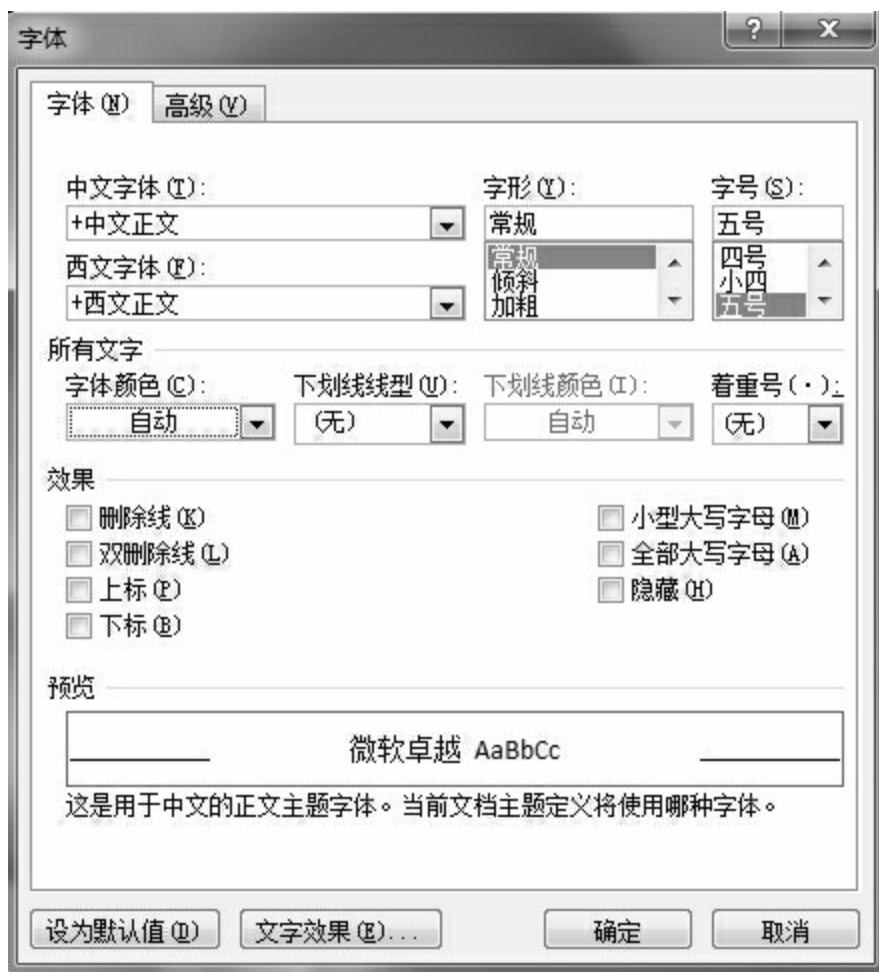 字体
字体(N) 高级(V)
中文字体(T): 字形(Y): 字号(S):
+中文正文 常规 五号
常规 四号
西文字体(F): 倾斜 小四
+西文正文 加粗 五号
所有文字
字体颜色(C): 下划线线型(U): 下划线颜色(I): 着重号(·):
自动 (无) 自动 (无)
效果
删除线(K) 小型大写字母(M)
双删除线(L) 全部大写字母(A)
上标(P) 隐藏(H)
下标(B)
预览
微软卓越 AaBbCc
这是用于中文的正文主题字体。当前文档主题定义将使用哪种字体。
设为默认值(D) 文字效果(E)... 确定 取消